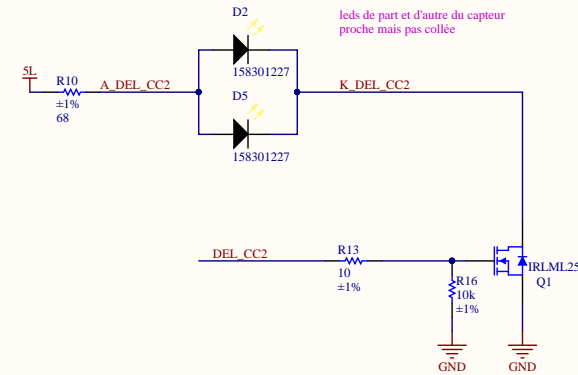 D2
leds de part et d'autre du capteur
proche mais pas collée
158301227
5L
R10
A_DEL_CC2
K_DEL_CC2
±1%
68
D5
158301227
DEL_CC2
R13
10
±1%
IRLML25
Q1
R16
10k
±1%
GND
GND